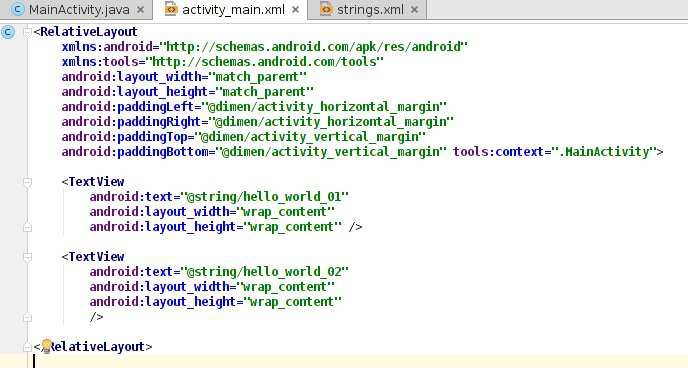 MainActivity.java × activity_main.xml × strings.xml ×
<RelativeLayout
xmlns:android="http://schemas.android.com/apk/res/android"
xmlns:tools="http://schemas.android.com/tools"
android:layout_width="match_parent"
android:layout_height="match_parent"
android:paddingLeft="@dimen/activity_horizontal_margin"
android:paddingRight="@dimen/activity_horizontal_margin"
android:paddingTop="@dimen/activity_vertical_margin"
android:paddingBottom="@dimen/activity_vertical_margin" tools:context=".MainActivity">
<TextView
android:text="@string/hello_world_01"
android:layout_width="wrap_content"
android:layout_height="wrap_content" />
<TextView
android:text="@string/hello_world_02"
android:layout_width="wrap_content"
android:layout_height="wrap_content"
/>
</RelativeLayout>